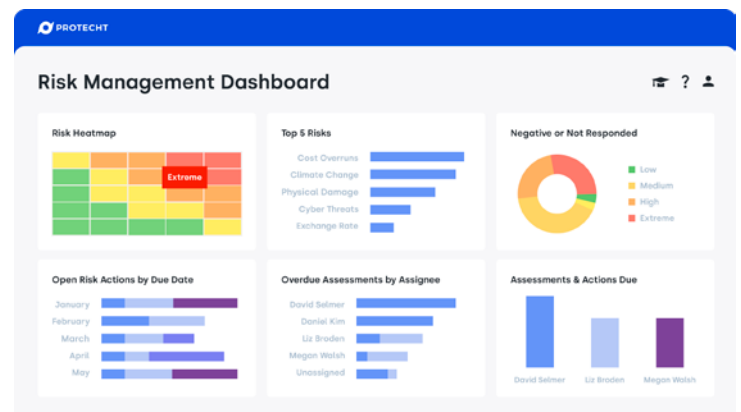 PROTECHT
Risk Management Dashboard
?
Risk Heatmap
Extreme
Top 5 Risks
Cost Overruns
Climate Change
Physical Damage
Cyber Threats
Exchange Rate
Negative or Not Responded
Low
Medium
High
Extreme
Open Risk Actions by Due Date
January
February
March
April
May
Overdue Assessments by Assignee
David Selmer
Daniel Kim
Liz Broden
Megan Walsh
Unassigned
Assessments & Actions Due
David Selmer
Liz Broden
Megan Walsh